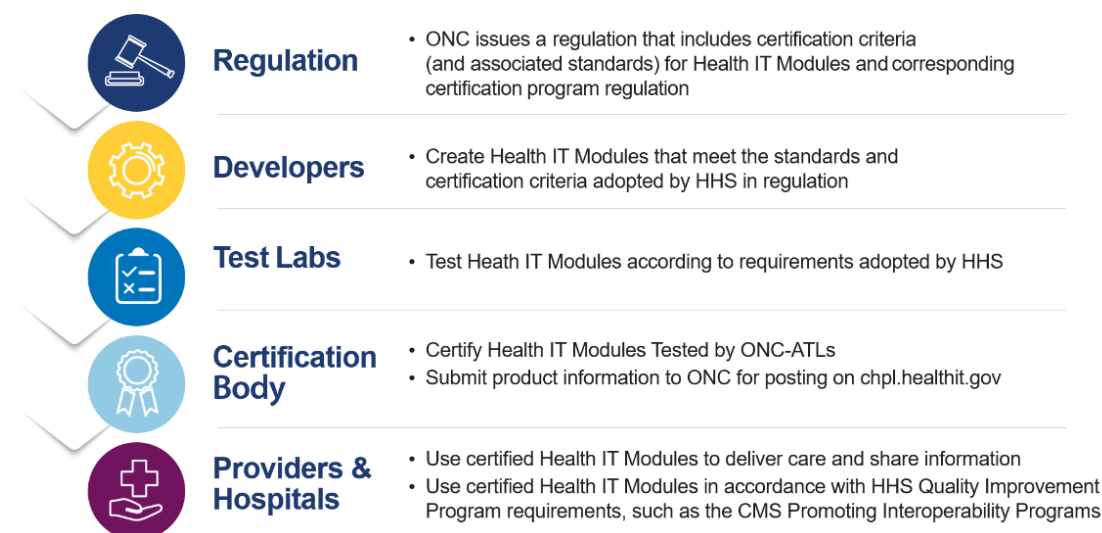 Regulation
• ONC issues a regulation that includes certification criteria
(and associated standards) for Health IT Modules and corresponding
certification program regulation
Developers
• Create Health IT Modules that meet the standards and
certification criteria adopted by HHS in regulation
Test Labs
• Test Heath IT Modules according to requirements adopted by HHS
Certification
Body
• Certify Health IT Modules Tested by ONC-ATLs
• Submit product information to ONC for posting on chpl.healthit.gov
Providers &
Hospitals
• Use certified Health IT Modules to deliver care and share information
• Use certified Health IT Modules in accordance with HHS Quality Improvement
Program requirements, such as the CMS Promoting Interoperability Programs